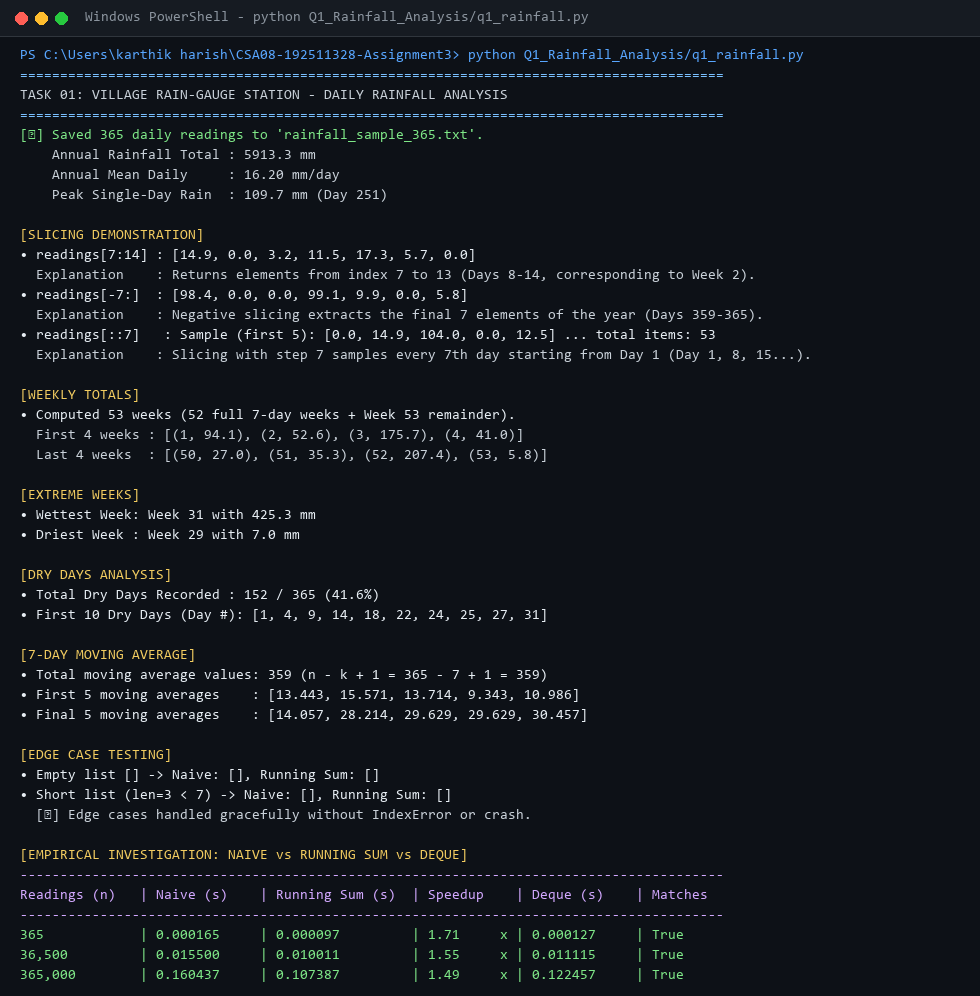 Windows PowerShell - python Q1_Rainfall_Analysis/q1_rainfall.py
PS C:\Users\karthik harish\CSA08-192511328-Assignment3> python Q1_Rainfall_Analysis/q1_rainfall.py
========================================================================================
TASK 01: VILLAGE RAIN-GAUGE STATION - DAILY RAINFALL ANALYSIS
========================================================================================
[☒] Saved 365 daily readings to 'rainfall_sample_365.txt'.
    Annual Rainfall Total : 5913.3 mm
    Annual Mean Daily     : 16.20 mm/day
    Peak Single-Day Rain  : 109.7 mm (Day 251)

[SLICING DEMONSTRATION]
• readings[7:14] : [14.9, 0.0, 3.2, 11.5, 17.3, 5.7, 0.0]
  Explanation    : Returns elements from index 7 to 13 (Days 8-14, corresponding to Week 2).
• readings[-7:]  : [98.4, 0.0, 0.0, 99.1, 9.9, 0.0, 5.8]
  Explanation    : Negative slicing extracts the final 7 elements of the year (Days 359-365).
• readings[::7]   : Sample (first 5): [0.0, 14.9, 104.0, 0.0, 12.5] ... total items: 53
  Explanation    : Slicing with step 7 samples every 7th day starting from Day 1 (Day 1, 8, 15...).

[WEEKLY TOTALS]
• Computed 53 weeks (52 full 7-day weeks + Week 53 remainder).
  First 4 weeks : [(1, 94.1), (2, 52.6), (3, 175.7), (4, 41.0)]
  Last 4 weeks  : [(50, 27.0), (51, 35.3), (52, 207.4), (53, 5.8)]

[EXTREME WEEKS]
• Wettest Week: Week 31 with 425.3 mm
• Driest Week : Week 29 with 7.0 mm

[DRY DAYS ANALYSIS]
• Total Dry Days Recorded : 152 / 365 (41.6%)
• First 10 Dry Days (Day #): [1, 4, 9, 14, 18, 22, 24, 25, 27, 31]

[7-DAY MOVING AVERAGE]
• Total moving average values: 359 (n - k + 1 = 365 - 7 + 1 = 359)
• First 5 moving averages    : [13.443, 15.571, 13.714, 9.343, 10.986]
• Final 5 moving averages    : [14.057, 28.214, 29.629, 29.629, 30.457]

[EDGE CASE TESTING]
• Empty list [] -> Naive: [], Running Sum: []
• Short list (len=3 < 7) -> Naive: [], Running Sum: []
  [☒] Edge cases handled gracefully without IndexError or crash.

[EMPIRICAL INVESTIGATION: NAIVE vs RUNNING SUM vs DEQUE]
----------------------------------------------------------------------------------------
Readings (n)   | Naive (s)    | Running Sum (s)  | Speedup    | Deque (s)    | Matches
----------------------------------------------------------------------------------------
365            | 0.000165     | 0.000097         | 1.71     x | 0.000127     | True
36,500         | 0.015500     | 0.010011         | 1.55     x | 0.011115     | True
365,000        | 0.160437     | 0.107387         | 1.49     x | 0.122457     | True